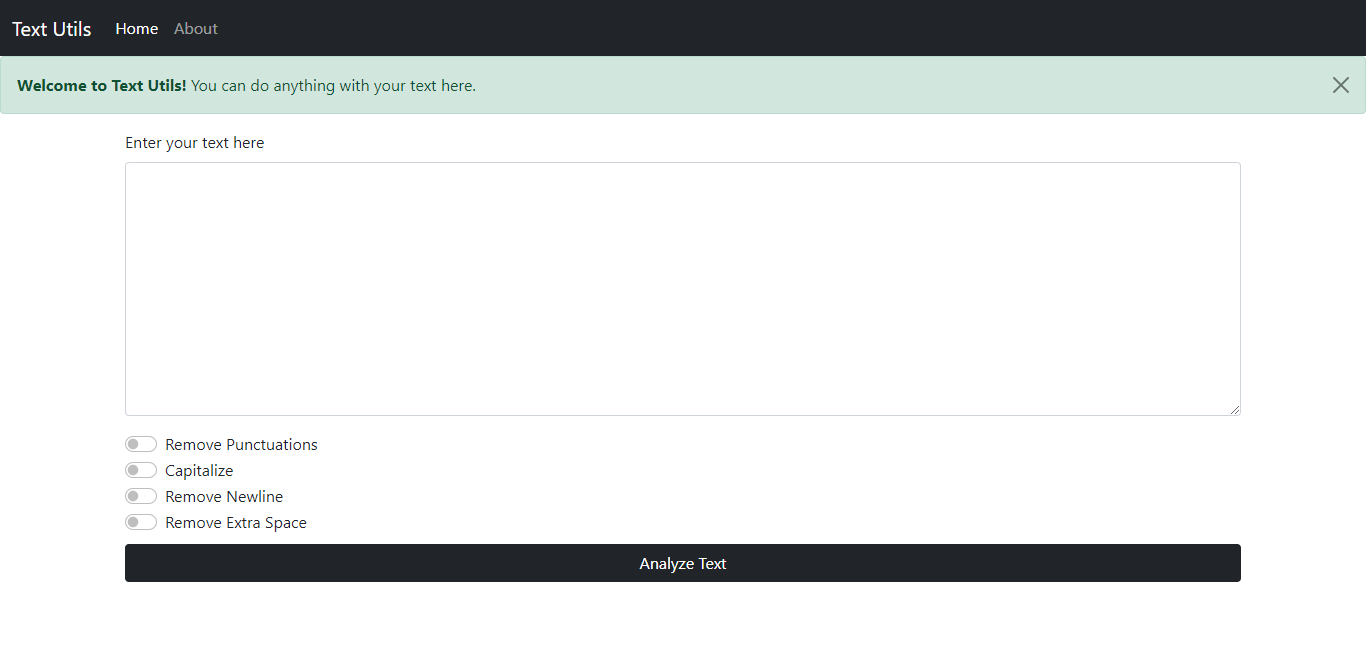 Text Utils Home About
Welcome to Text Utils! You can do anything with your text here.
Enter your text here
Remove Punctuations
Capitalize
Remove Newline
Remove Extra Space
Analyze Text